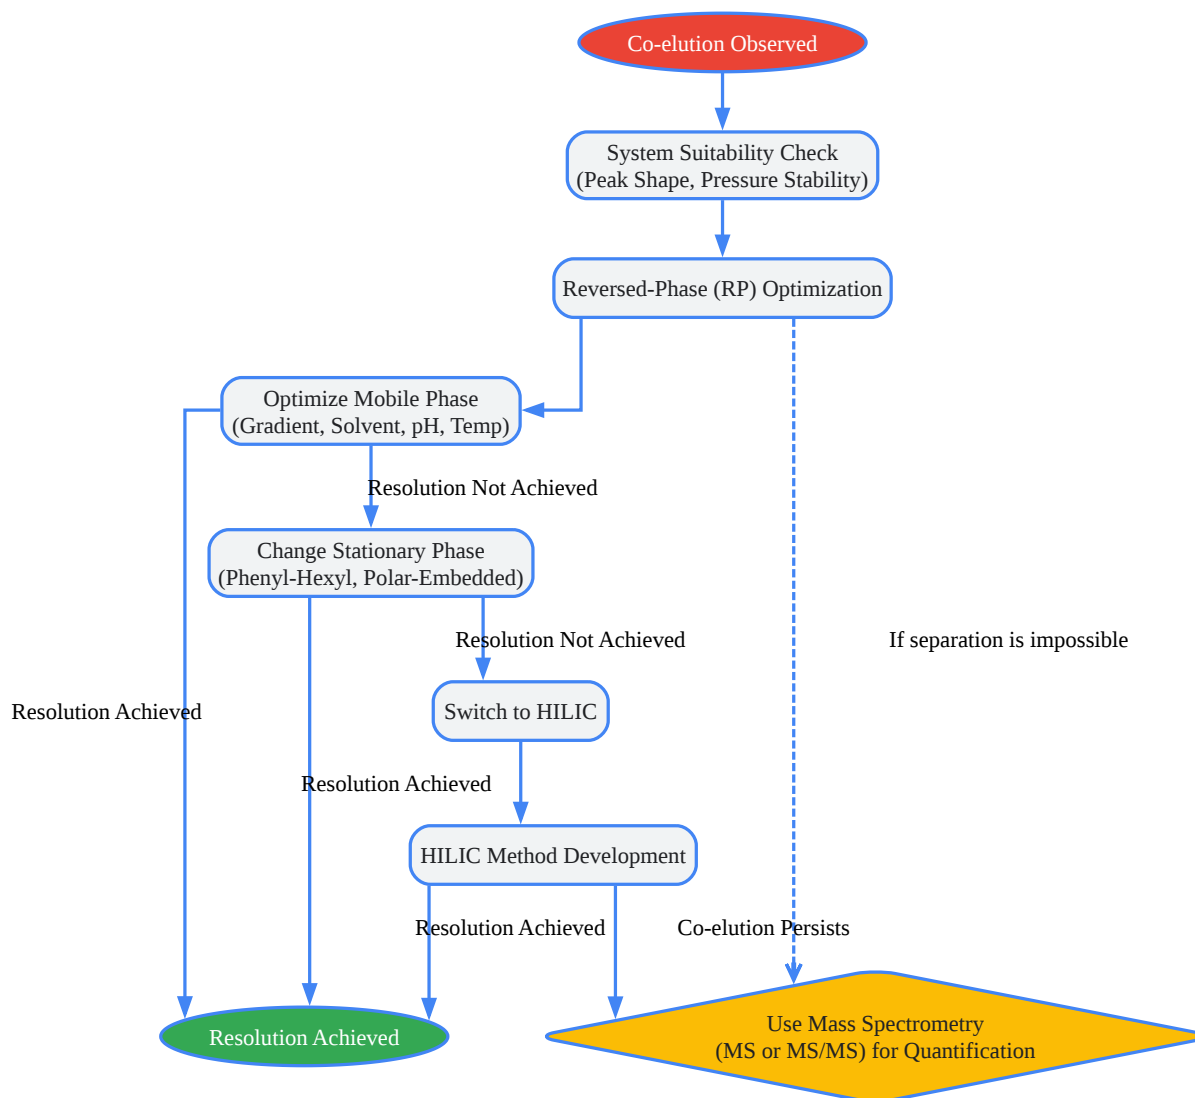 Co-elution Observed
System Suitability Check
(Peak Shape, Pressure Stability)
Reversed-Phase (RP) Optimization
Optimize Mobile Phase
(Gradient, Solvent, pH, Temp)
Resolution Not Achieved
Change Stationary Phase
(Phenyl-Hexyl, Polar-Embedded)
Resolution Not Achieved
If separation is impossible
Switch to HILIC
Resolution Achieved
Resolution Achieved
HILIC Method Development
Resolution Achieved
Co-elution Persists
Resolution Achieved
Use Mass Spectrometry
(MS or MS/MS) for Quantification